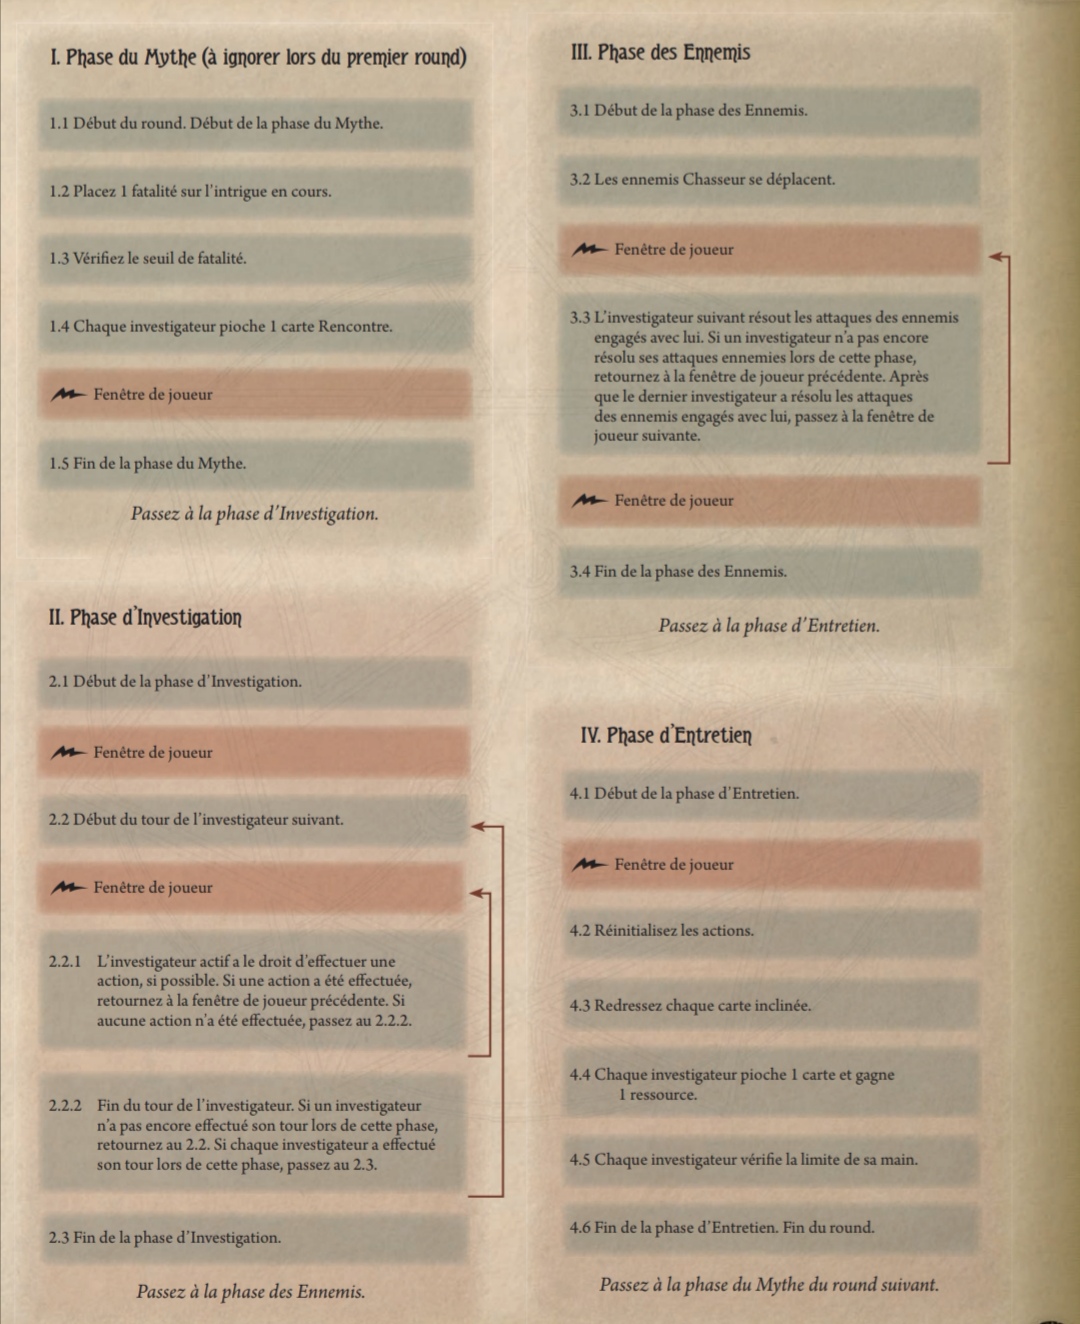 I. Phase du Mythe (à ignorer lors du premier round)
1.1 Début du round. Début de la phase du Mythe.
1.2 Placez 1 fatalité sur l'intrigue en cours.
1.3 Vérifiez le seuil de fatalité.
1.4 Chaque investigateur pioche 1 carte Rencontre.
Fenêtre de joueur
1.5 Fin de la phase du Mythe.
Passez à la phase d'Investigation.
II. Phase d'Investigation
2.1 Début de la phase d'Investigation.
Fenêtre de joueur
2.2 Début du tour de l'investigateur suivant.
Fenêtre de joueur
2.2.1 L'investigateur actif a le droit d'effectuer une
action, si possible. Si une action a été effectuée,
retournez à la fenêtre de joueur précédente. Si
aucune action n'a été effectuée, passez au 2.2.2.
2.2.2 Fin du tour de l'investigateur. Si un investigateur
n'a pas encore effectué son tour lors de cette phase,
retournez au 2.2. Si chaque investigateur a effectué
son tour lors de cette phase, passez au 2.3.
2.3 Fin de la phase d'Investigation.
Passez à la phase des Ennemis.
III. Phase des Ennemis
3.1 Début de la phase des Ennemis.
3.2 Les ennemis Chasseur se déplacent.
Fenêtre de joueur
3.3 L'investigateur suivant résout les attaques des ennemis
engagés avec lui. Si un investigateur n'a pas encore
résolu ses attaques ennemies lors de cette phase,
retournez à la fenêtre de joueur précédente. Après
que le dernier investigateur a résolu les attaques
des ennemis engagés avec lui, passez à la fenêtre de
joueur suivante.
Fenêtre de joueur
3.4 Fin de la phase des Ennemis.
Passez à la phase d'Entretien.
IV. Phase d'Entretien
4.1 Début de la phase d'Entretien.
Fenêtre de joueur
4.2 Réinitialisez les actions.
4.3 Redressez chaque carte inclinée.
4.4 Chaque investigateur pioche 1 carte et gagne
1 ressource.
4.5 Chaque investigateur vérifie la limite de sa main.
4.6 Fin de la phase d'Entretien. Fin du round.
Passez à la phase du Mythe du round suivant.